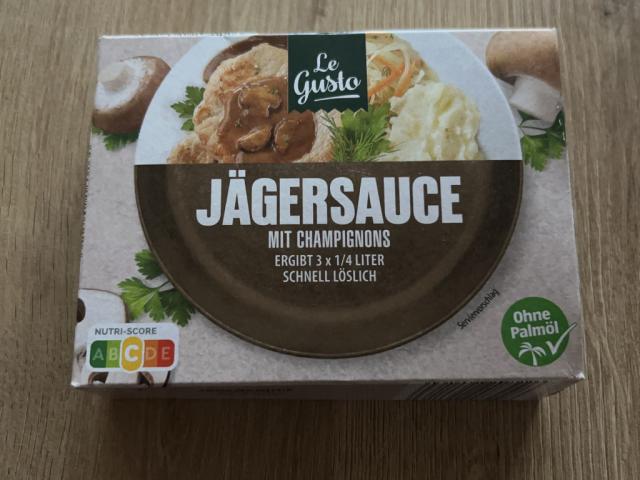 Le
Gusto
JÄGERSAUCE
MIT CHAMPIGNONS
ERGIBT 3 x 1/4 LITER
SCHNELL LÖSLICH
Serviervorschlag
Ohne
Palmöl
NUTRI-SCORE
A B C D E